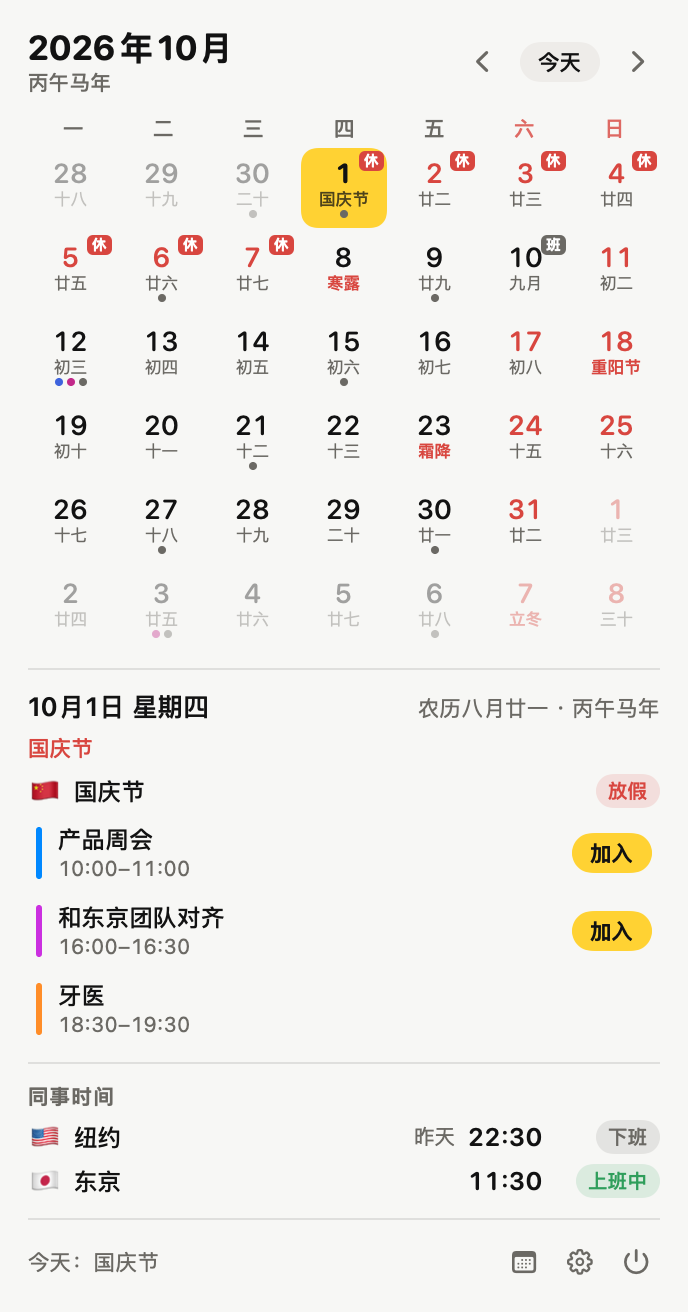 2026年10月
丙午马年
今天
一 二 三 四 五 六 日
28 29 30 1 休 2 休 3 休 4 休
十八 十九 二十 国庆节 廿二 廿三 廿四
5 休 6 休 7 休 8 9 10 班 11
廿五 廿六 廿七 寒露 廿九 九月 初二
12 13 14 15 16 17 18
初三 初四 初五 初六 初七 初八 重阳节
19 20 21 22 23 24 25
初十 十一 十二 十三 霜降 十五 十六
26 27 28 29 30 31 1
十七 十八 十九 二十 廿一 廿二 廿三
2 3 4 5 6 7 8
廿四 廿五 廿六 廿七 廿八 立冬 三十
10月1日 星期四 农历八月廿一 · 丙午马年
国庆节
国庆节 放假
产品周会
10:00–11:00 加入
和东京团队对齐
16:00–16:30 加入
牙医
18:30–19:30
同事时间
纽约 昨天 22:30 下班
东京 11:30 上班中
今天：国庆节